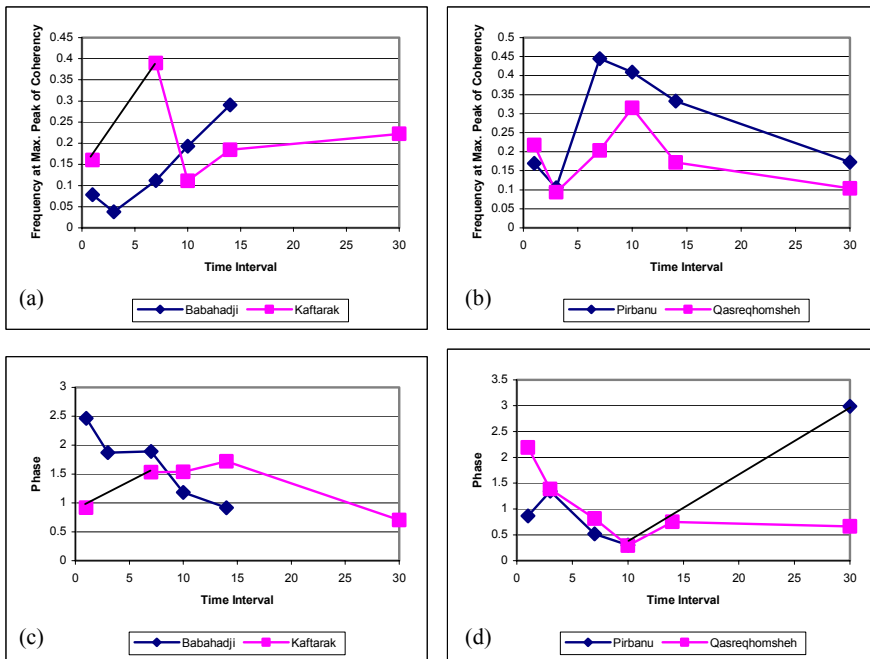 Frequency at Max. Peak of Coherency
0.45
0.4
0.35
0.3
0.25
0.2
0.15
0.1
0.05
0
0 5 10 15 20 25 30
Time Interval
(a)
Babahadji Kaftarak
Frequency at Max. Peak of Coherency
0.5
0.45
0.4
0.35
0.3
0.25
0.2
0.15
0.1
0.05
0
0 5 10 15 20 25 30
Time Interval
(b)
Pirbanu Qasreqhomsheh
Phase
3
2.5
2
1.5
1
0.5
0
0 5 10 15 20 25 30
Time Interval
(c)
Babahadji Kaftarak
Phase
3.5
3
2.5
2
1.5
1
0.5
0
0 5 10 15 20 25 30
Time Interval
(d)
Pirbanu Qasreqhomsheh